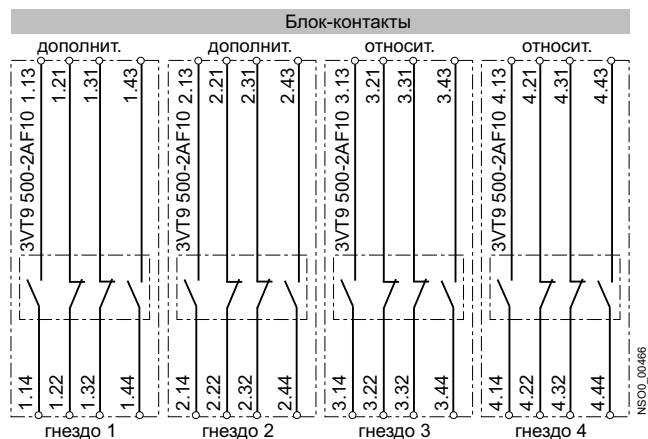 Блок-контакты
дополнит.
дополнит.
относит.
относит.
3VT9 500-2AF10
1.13
1.21
1.31
1.43
3VT9 500-2AF10
2.13
2.21
2.31
2.43
3VT9 500-2AF10
3.13
3.21
3.31
3.43
3VT9 500-2AF10
4.13
4.21
4.31
4.43
1.14
1.22
1.32
1.44
2.14
2.22
2.32
2.44
3.14
3.22
3.32
3.44
4.14
4.22
4.32
4.44
NSO0_00466
гнездо 1
гнездо 2
гнездо 3
гнездо 4